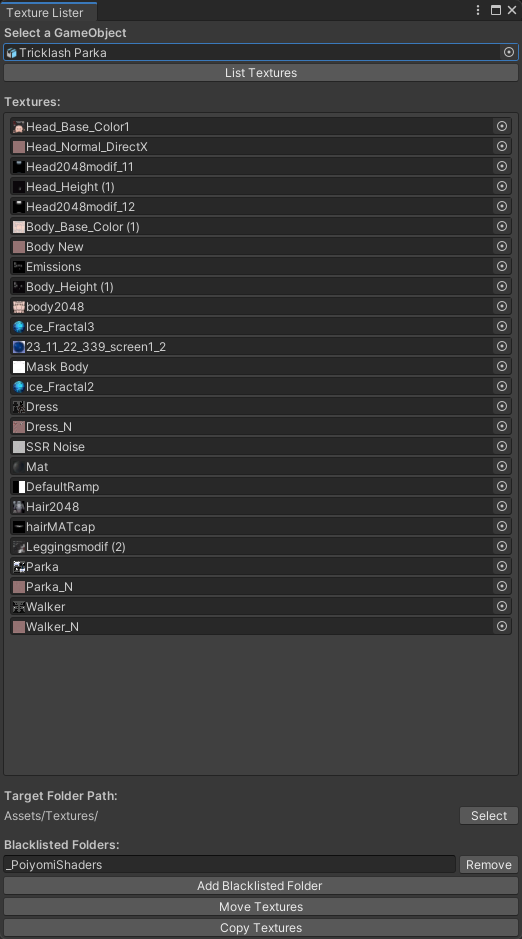 Texture Lister
Select a GameObject
Tricklash Parka
List Textures
Textures:
Head_Base_Color1
Head_Normal_DirectX
Head2048modif_11
Head_Height (1)
Head2048modif_12
Body_Base_Color (1)
Body New
Emissions
Body_Height (1)
body2048
Ice_Fractal3
23_11_22_339_screen1_2
Mask Body
Ice_Fractal2
Dress
Dress_N
SSR Noise
Mat
DefaultRamp
Hair2048
hairMATcap
Leggingsmodif (2)
Parka
Parka_N
Walker
Walker_N
Target Folder Path:
Assets/Textures/ Select
Blacklisted Folders:
_PoiyomiShaders Remove
Add Blacklisted Folder
Move Textures
Copy Textures